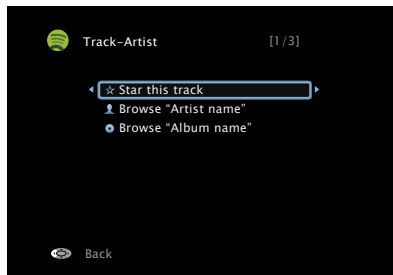 Track–Artist [1/3]
☆ Star this track
Browse “Artist name”
Browse “Album name”
Back